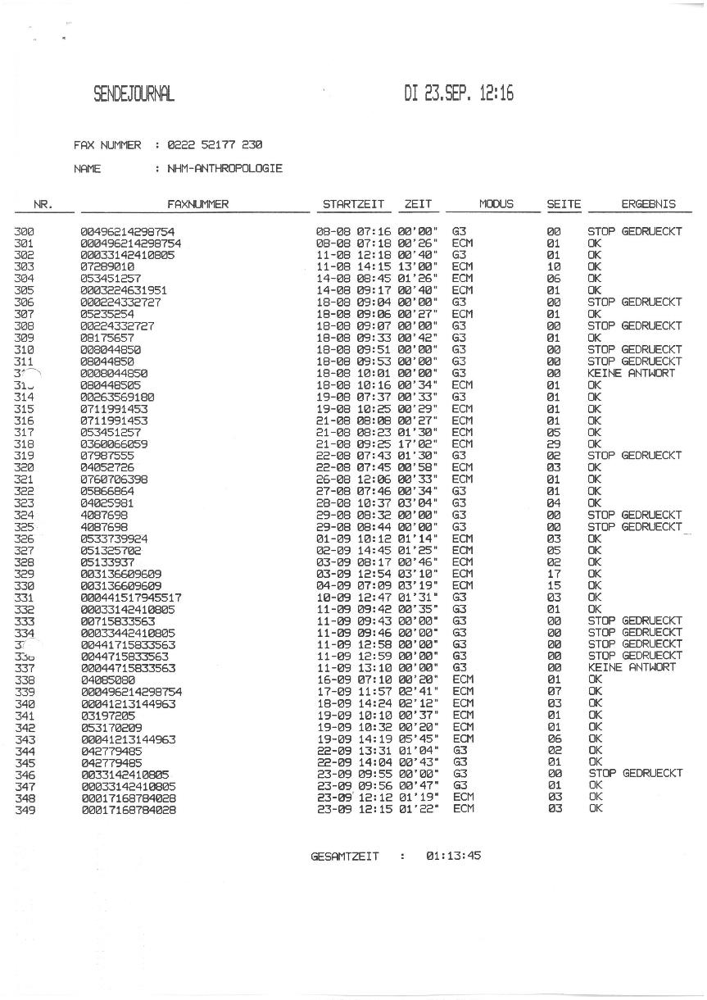 SENDEJOURNAL DI 23.SEP. 12:16
FAX NUMMER : 0222 52177 230
NAME : NHM-ANTHROPOLOGIE
NR. FAXNUMMER STARTZEIT ZEIT MODUS SEITE ERGEBNIS
300 00496214298754 08-08 07:16 00'00" G3 00 STOP GEDRUECKT
301 000496214298754 08-08 07:18 00'26" ECM 01 OK
302 00033142410805 11-08 12:18 00'40" G3 01 OK
303 07289010 11-08 14:15 13'00" ECM 10 OK
304 053451257 14-08 08:45 01'26" ECM 06 OK
305 0003224631951 14-08 09:17 00'40" ECM 01 OK
306 000224332727 18-08 09:04 00'00" G3 00 STOP GEDRUECKT
307 05235254 18-08 09:06 00'27" ECM 01 OK
308 00224332727 18-08 09:07 00'00" G3 00 STOP GEDRUECKT
309 08175657 18-08 09:33 00'42" G3 01 OK
310 008044850 18-08 09:51 00'00" G3 00 STOP GEDRUECKT
311 08044850 18-08 09:53 00'00" G3 00 STOP GEDRUECKT
0008044850 18-08 10:01 00'00" G3 00 KEINE ANTWORT
080448505 18-08 10:16 00'34" ECM 01 OK
314 00263569180 19-08 07:37 00'33" G3 01 OK
315 0711991453 19-08 10:25 00'29" ECM 01 OK
316 0711991453 21-08 08:08 00'27" ECM 01 OK
317 053451257 21-08 08:23 01'30" ECM 05 OK
318 0360066059 21-08 09:25 17'02" ECM 29 OK
319 07987555 22-08 07:43 01'30" G3 02 STOP GEDRUECKT
320 04052726 22-08 07:45 00'58" ECM 03 OK
321 0760706398 26-08 12:06 00'33" ECM 01 OK
322 05866864 27-08 07:46 00'34" G3 01 OK
323 04025981 28-08 10:37 03'04" G3 04 OK
324 4087698 29-08 08:32 00'00" G3 00 STOP GEDRUECKT
325 4087698 29-08 08:44 00'00" G3 00 STOP GEDRUECKT
326 0533739924 01-09 10:12 01'14" ECM 03 OK
327 051325702 02-09 14:45 01'25" ECM 05 OK
328 05133937 03-09 08:17 00'46" ECM 02 OK
329 003136609609 03-09 12:54 03'10" ECM 17 OK
330 003136609609 04-09 07:09 03'19" ECM 15 OK
331 000441517945517 10-09 12:47 01'31" G3 03 OK
332 00033142410805 11-09 09:42 00'35" G3 01 OK
333 00715833563 11-09 09:43 00'00" G3 00 STOP GEDRUECKT
334 00033442410805 11-09 09:46 00'00" G3 00 STOP GEDRUECKT
00441715833563 11-09 12:58 00'00" G3 00 STOP GEDRUECKT
336 0044715833563 11-09 12:59 00'00" G3 00 STOP GEDRUECKT
337 00044715833563 11-09 13:10 00'00" G3 00 KEINE ANTWORT
338 04085080 16-09 07:10 00'20" ECM 01 OK
339 000496214298754 17-09 11:57 02'41" ECM 07 OK
340 00041213144963 18-09 14:24 02'12" ECM 03 OK
341 03197205 19-09 10:10 00'37" ECM 01 OK
342 053170209 19-09 10:32 00'20" ECM 01 OK
343 00041213144963 19-09 14:19 05'45" ECM 06 OK
344 042779485 22-09 13:31 01'04" G3 02 OK
345 042779485 22-09 14:04 00'43" G3 01 OK
346 0033142410805 23-09 09:55 00'00" G3 00 STOP GEDRUECKT
347 00033142410805 23-09 09:56 00'47" G3 01 OK
348 00017168784028 23-09 12:12 01'19" ECM 03 OK
349 00017168784028 23-09 12:15 01'22" ECM 03 OK
GESAMTZEIT : 01:13:45